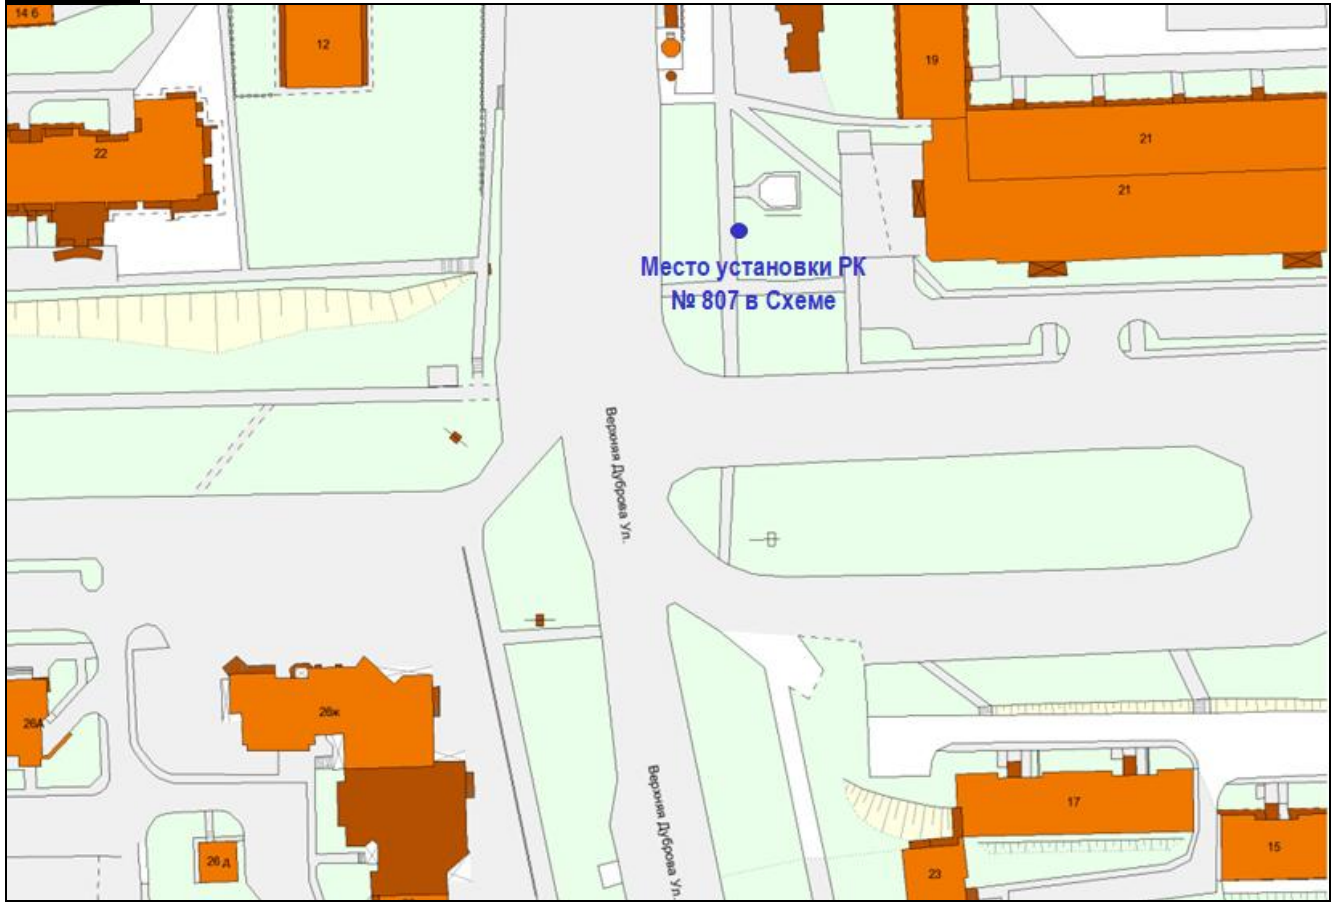 14 б
12
19
22
21
21
Место установки РК
№ 807 в Схеме
Верхняя Дуброва Ул.
26А
26ж
Верхняя Дуброва Ул.
17
15
26 д
23